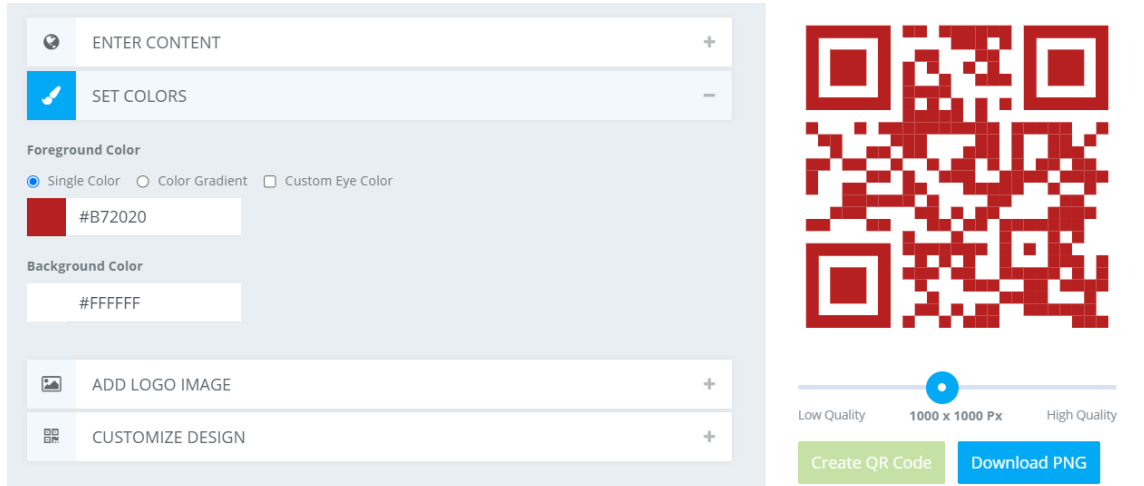 ENTER CONTENT
SET COLORS
Foreground Color
Single Color Color Gradient Custom Eye Color
#B72020
Background Color
#FFFFFF
ADD LOGO IMAGE
CUSTOMIZE DESIGN
Low Quality 1000 x 1000 Px High Quality
Create QR Code Download PNG